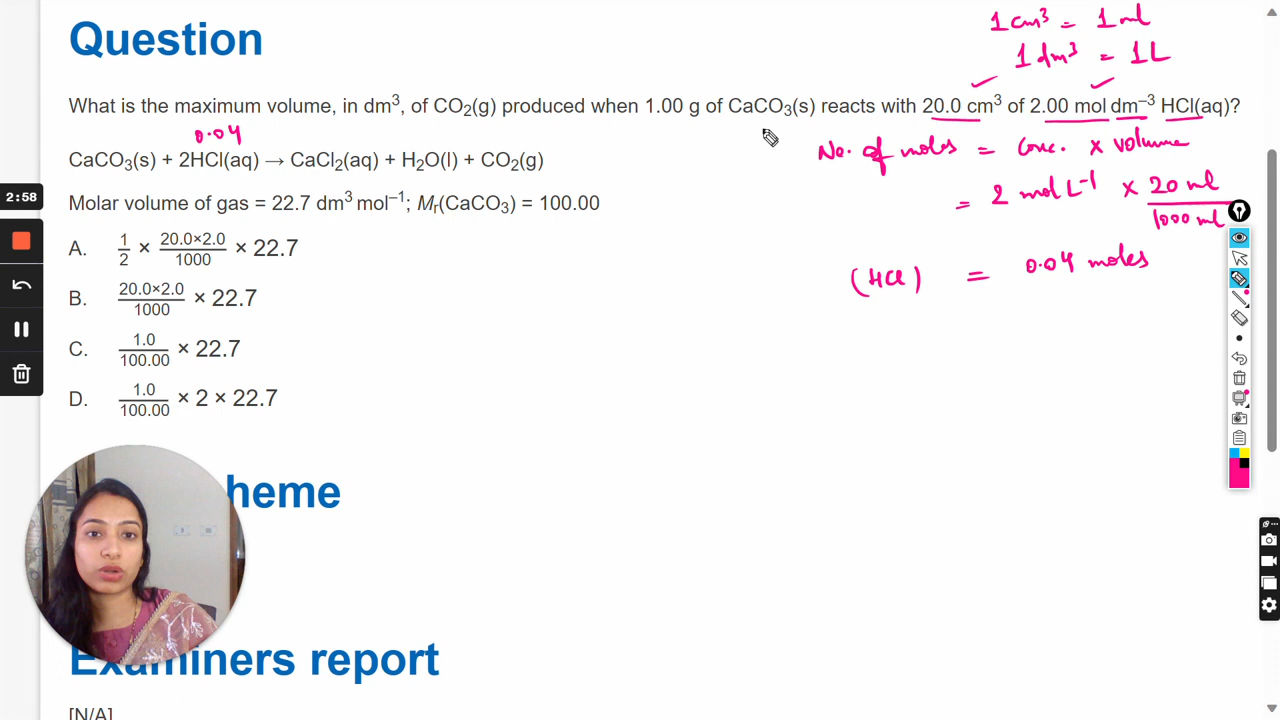 Question
1 cm³ = 1 ml
1 dm³ = 1L
What is the maximum volume, in dm³, of CO₂(g) produced when 1.00 g of CaCO₃(s) reacts with 20.0 cm³ of 2.00 mol dm⁻³ HCl(aq)?
0.04
CaCO₃(s) + 2HCl(aq) → CaCl₂(aq) + H₂O(l) + CO₂(g)
No. of moles = Conc. × volume
Molar volume of gas = 22.7 dm³ mol⁻¹; Mᵣ(CaCO₃) = 100.00
= 2 mol L⁻¹ × 20 ml / 1000 ml
(HCl) = 0.04 moles
A. 1/2 × 20.0×2.0/1000 × 22.7
B. 20.0×2.0/1000 × 22.7
C. 1.0/100.00 × 22.7
D. 1.0/100.00 × 2 × 22.7
heme
Examiners report
[N/A]
2:58